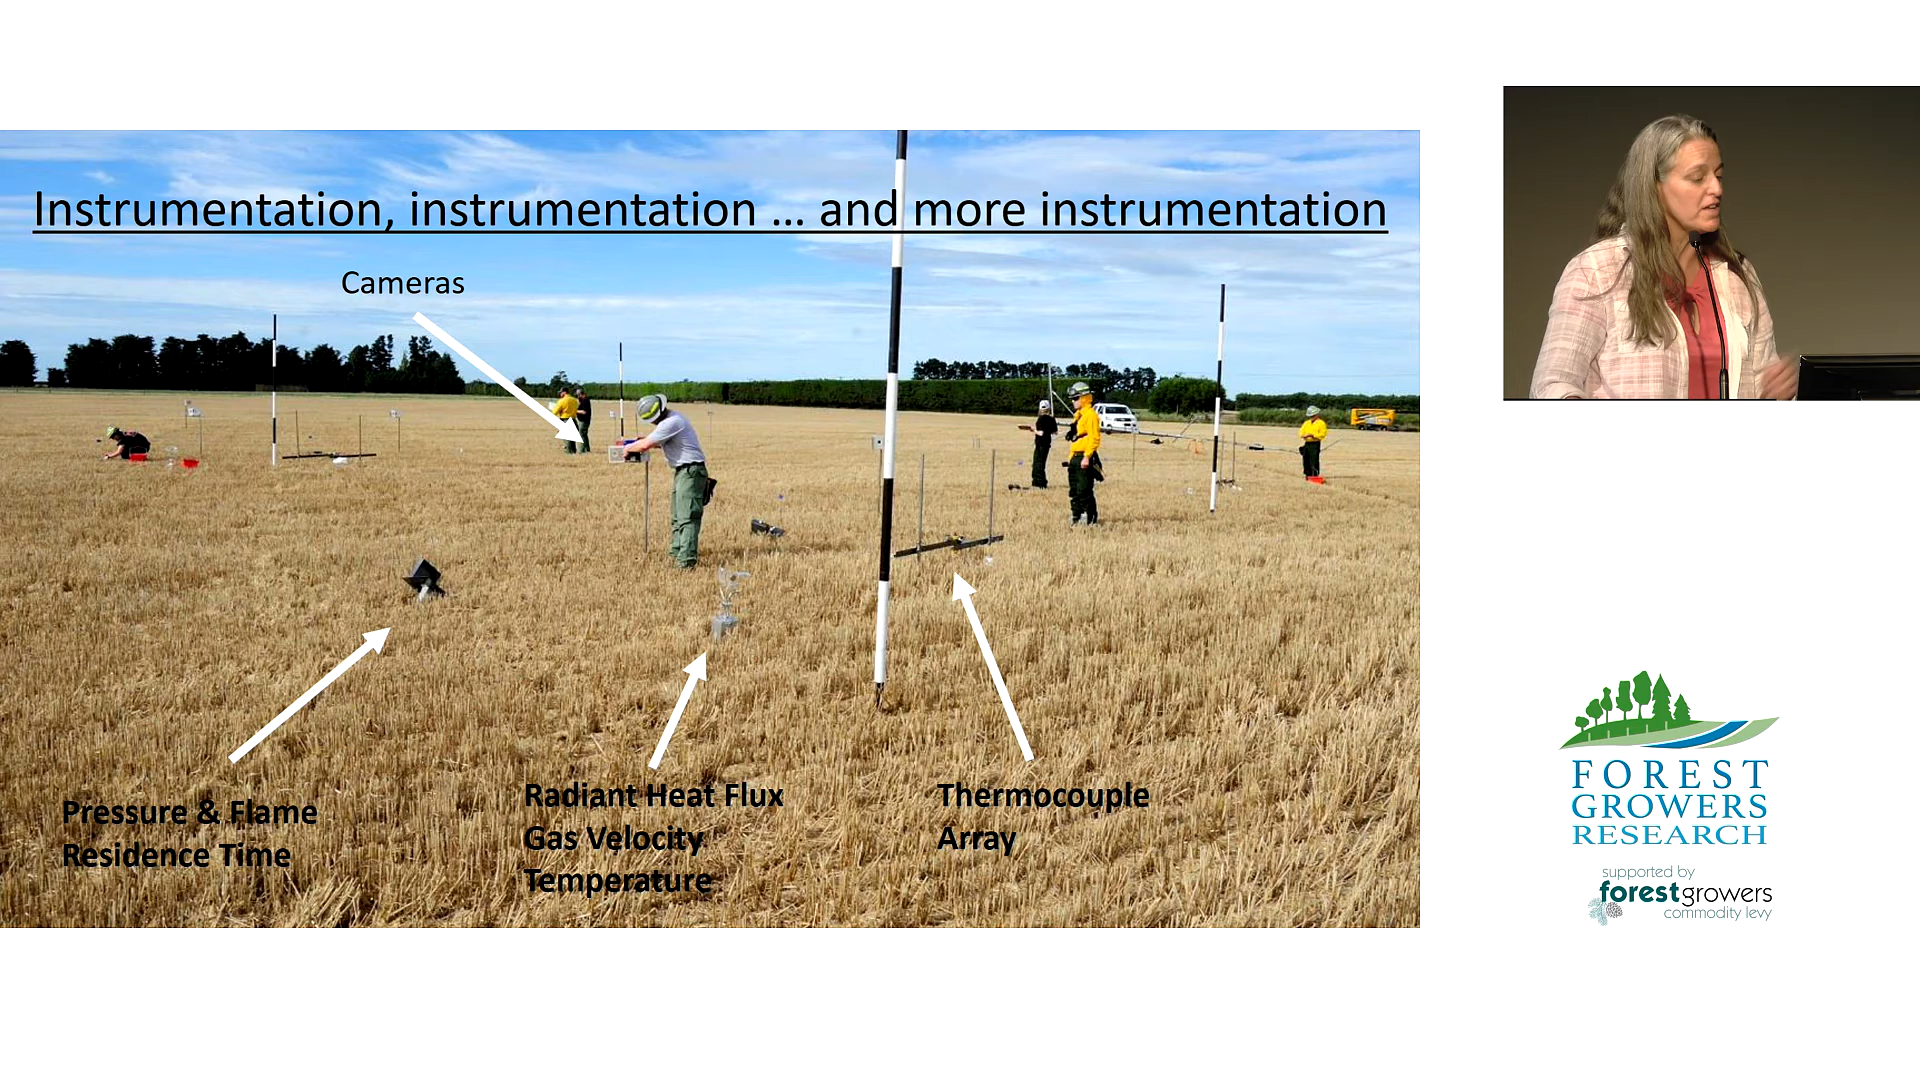 Instrumentation, instrumentation ... and more instrumentation
Cameras
Pressure & Flame
Residence Time
Radiant Heat Flux
Gas Velocity
Temperature
Thermocouple
Array
FOREST
GROWERS
RESEARCH
supported by
forestgrowers
commodity levy